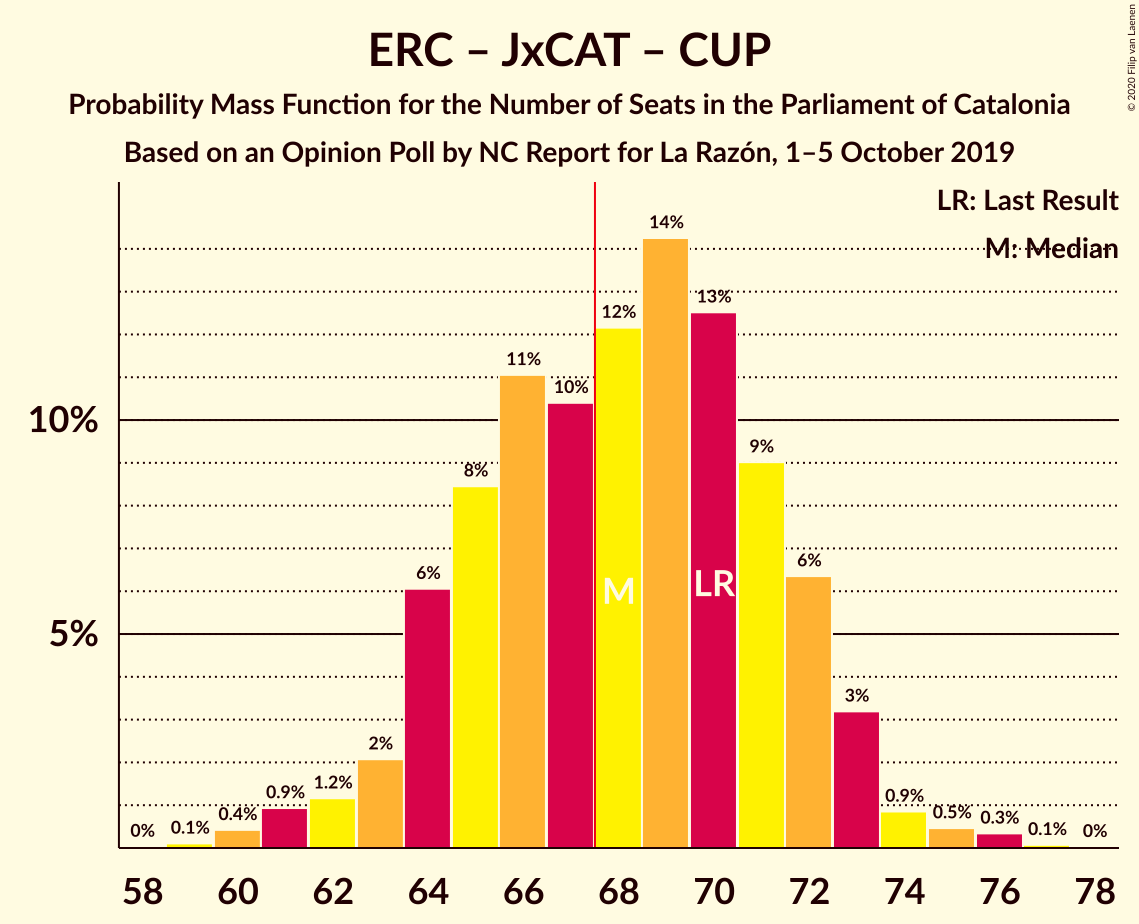 ERC – JxCAT – CUP
Probability Mass Function for the Number of Seats in the Parliament of Catalonia
Based on an Opinion Poll by NC Report for La Razón, 1–5 October 2019
© 2020 Filip van Laenen
LR: Last Result
M: Median
10%
5%
0%
0.1%
0.4%
0.9%
1.2%
2%
6%
8%
11%
10%
12%
14%
13%
9%
6%
3%
0.9%
0.5%
0.3%
0.1%
0%
M
LR
58 60 62 64 66 68 70 72 74 76 78